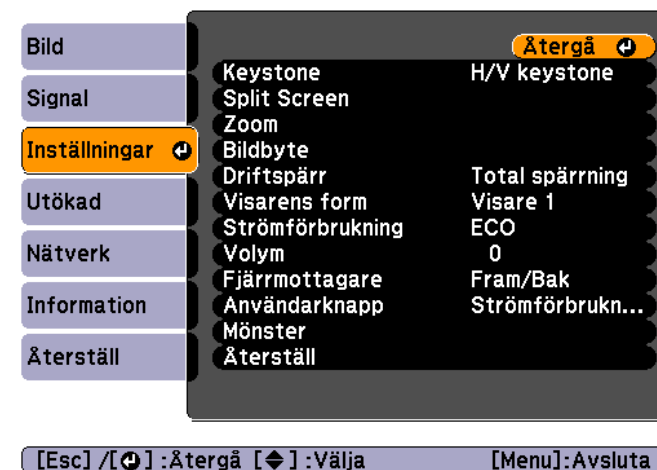 Bild
Signal
Inställningar
Utökad
Nätverk
Information
Återställ
Återgå
Keystone H/V keystone
Split Screen
Zoom
Bildbyte
Driftspärr Total spärrning
Visarens form Visare 1
Strömförbrukning ECO
Volym 0
Fjärrmottagare Fram/Bak
Användarknapp Strömförbrukn...
Mönster
Återställ
[Esc] /[ ] :Återgå [ ] :Välja [Menu]:Avsluta